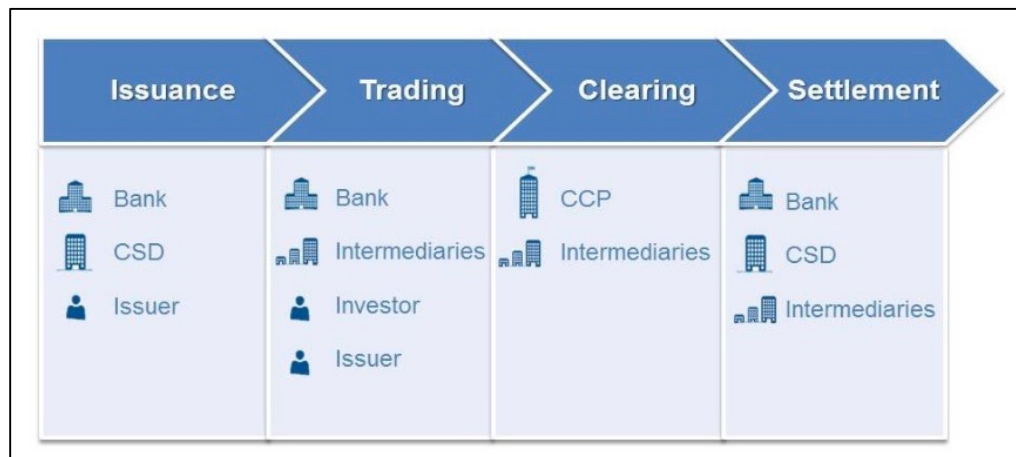 Issuance
Trading
Clearing
Settlement
Bank
CSD
Issuer
Bank
Intermediaries
Investor
Issuer
CCP
Intermediaries
Bank
CSD
Intermediaries